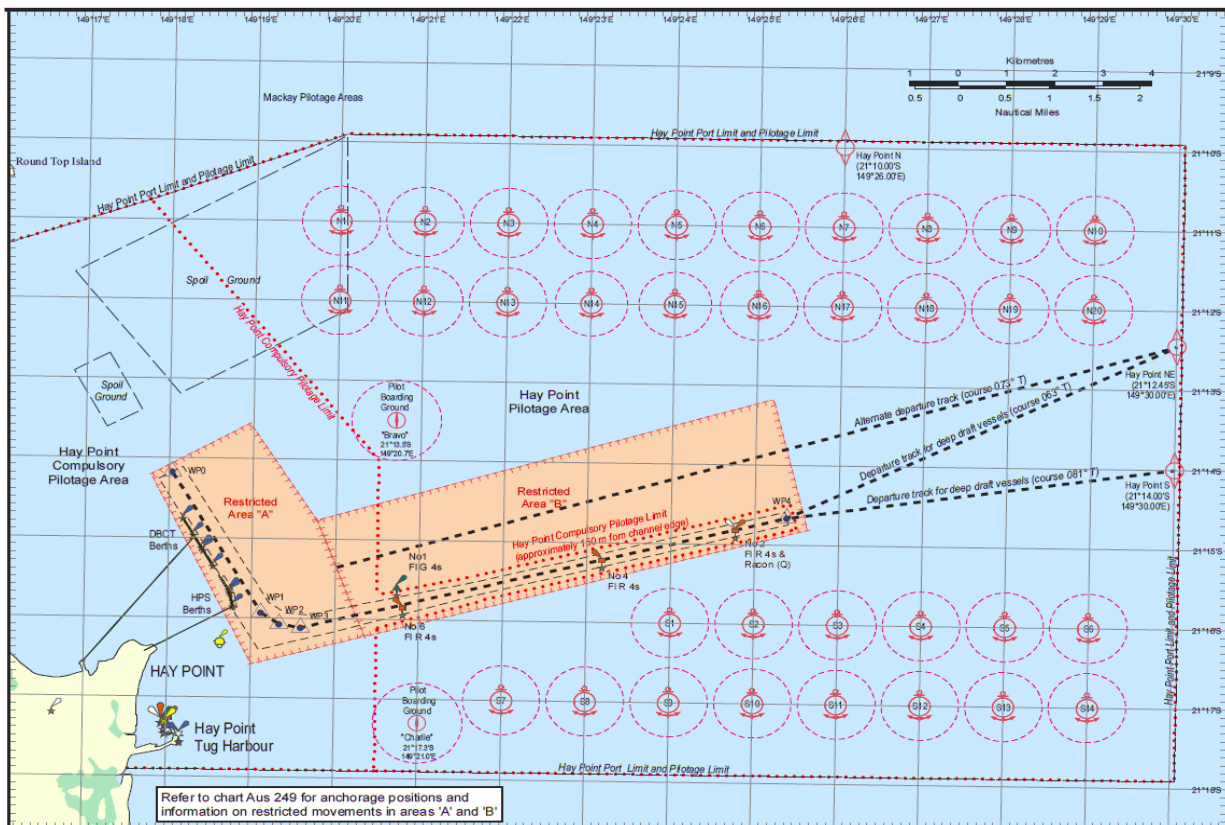 149°17'E
149°18'E
149°19'E
149°20'E
149°21'E
149°22'E
149°23'E
149°24'E
149°25'E
149°26'E
149°27'E
149°28'E
149°29'E
149°30'E
Kilometres
1 0 1 2 3 4
0.5 0 0.5 1 1.5 2
Nautical Miles
21°9'S
Mackay Pilotage Areas
Hay Point Port Limit and Pilotage Limit
Round Top Island
Hay Point Port Limit and Pilotage Limit
Hay Point N
(21°10.00'S
149°26.00'E)
21°10'S
N1
N2
N3
N4
N5
N6
N7
N8
N9
N10
21°11'S
Spoil Ground
N11
N12
N13
N14
N15
N16
N17
N18
N19
N20
21°12'S
Hay Point Compulsory Pilotage Limit
Spoil
Ground
Hay Point NE
(21°12.45'S
149°30.00'E)
21°13'S
Pilot
Boarding
Ground
"Bravo"
21°13.5'S
149°20.7'E
Hay Point
Pilotage Area
Alternate departure track (course 073° T)
Departure track for deep draft vessels (course 063° T)
Departure track for deep draft vessels (course 081° T)
Hay Point
Compulsory
Pilotage Area
WP0
21°14'S
Hay Point S
(21°14.00'S
149°30.00'E)
Restricted
Area "A"
Restricted
Area "B"
WP4
DBCT
Berths
Hay Point Compulsory Pilotage Limit
(approximately 150 m fom channel edge)
No 2
Fl R 4s &
Racon (Q)
21°15'S
No1
Fl G 4s
No 4
Fl R 4s
HPS
Berths
WP1
WP2
WP3
No 6
Fl R 4s
S1
S2
S3
S4
S5
S6
21°16'S
Hay Point Port Limit and Pilotage Limit
HAY POINT
Pilot
Boarding
Ground
"Charlie"
21°17.3'S
149°21.0'E
S7
S8
S9
S10
S11
S12
S13
S14
21°17'S
Hay Point
Tug Harbour
Hay Point Port Limit and Pilotage Limit
21°18'S
Refer to chart Aus 249 for anchorage positions and
information on restricted movements in areas 'A' and 'B'